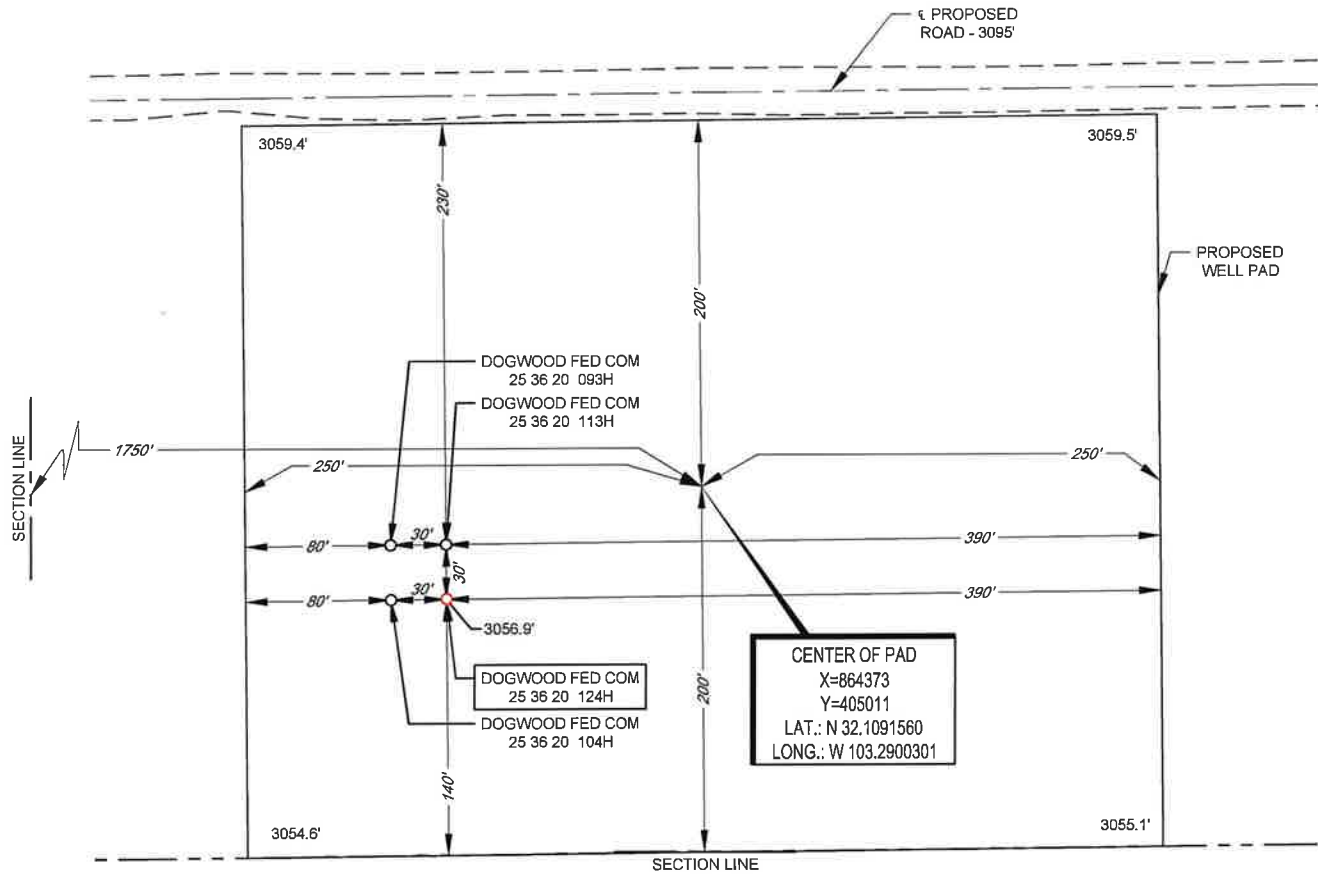 ℄ PROPOSED
ROAD - 3095'
3059.4'
3059.5'
230'
200'
PROPOSED
WELL PAD
DOGWOOD FED COM
25 36 20 093H
DOGWOOD FED COM
25 36 20 113H
SECTION LINE
1750'
250'
250'
80'
30'
390'
30'
80'
30'
390'
3056.9'
DOGWOOD FED COM
25 36 20 124H
DOGWOOD FED COM
25 36 20 104H
200'
140'
CENTER OF PAD
X=864373
Y=405011
LAT.: N 32.1091560
LONG.: W 103.2900301
3054.6'
3055.1'
SECTION LINE